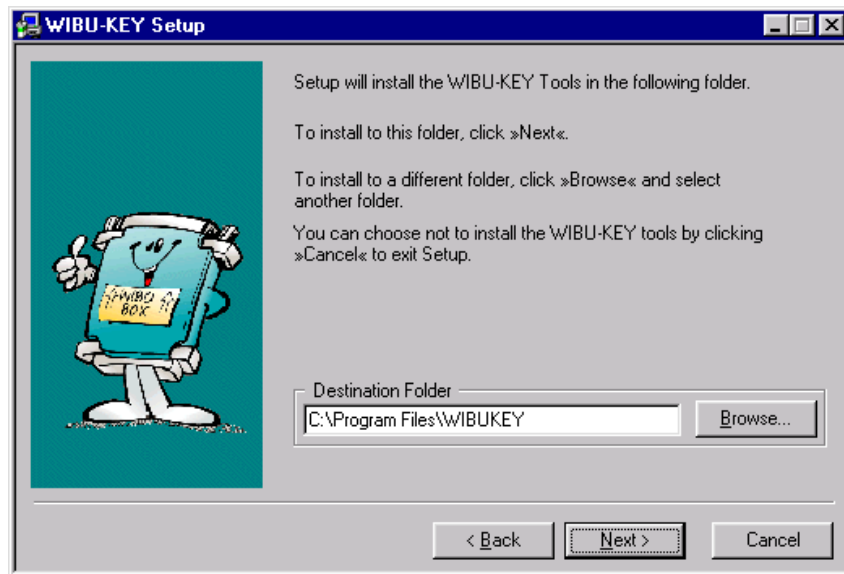 WIBU-KEY Setup
Setup will install the WIBU-KEY Tools in the following folder.
To install to this folder, click »Next«.
To install to a different folder, click »Browse« and select
another folder.
You can choose not to install the WIBU-KEY tools by clicking
»Cancel« to exit Setup.
WIBU
BOX
Destination Folder
C:\Program Files\WIBUKEY
Browse...
< Back
Next >
Cancel